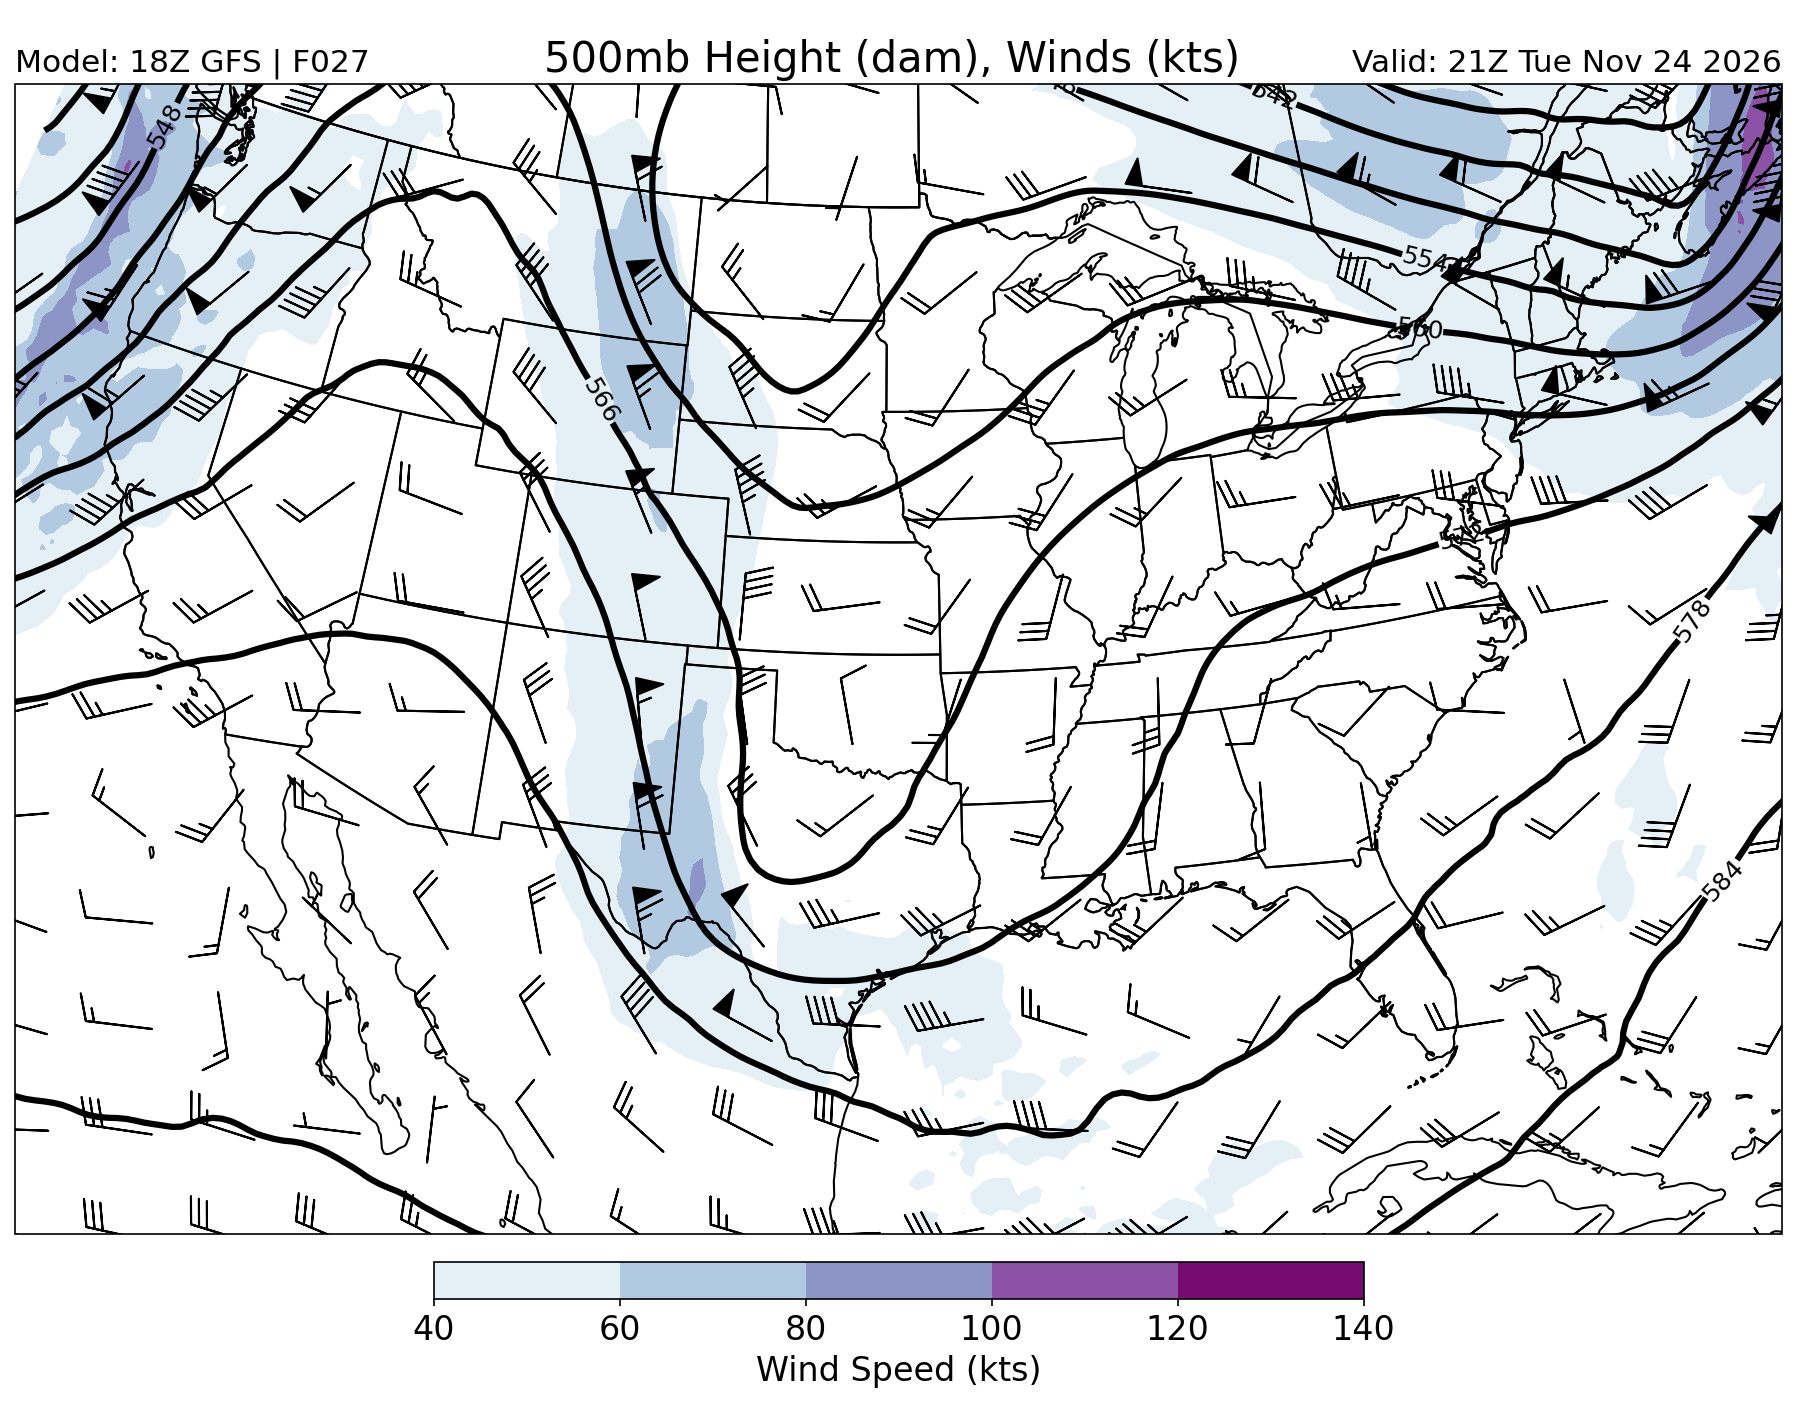 Model: 18Z GFS | F027
500mb Height (dam), Winds (kts)
Valid: 21Z Tue Nov 24 2026
548
542
554
560
566
578
584
40 60 80 100 120 140
Wind Speed (kts)